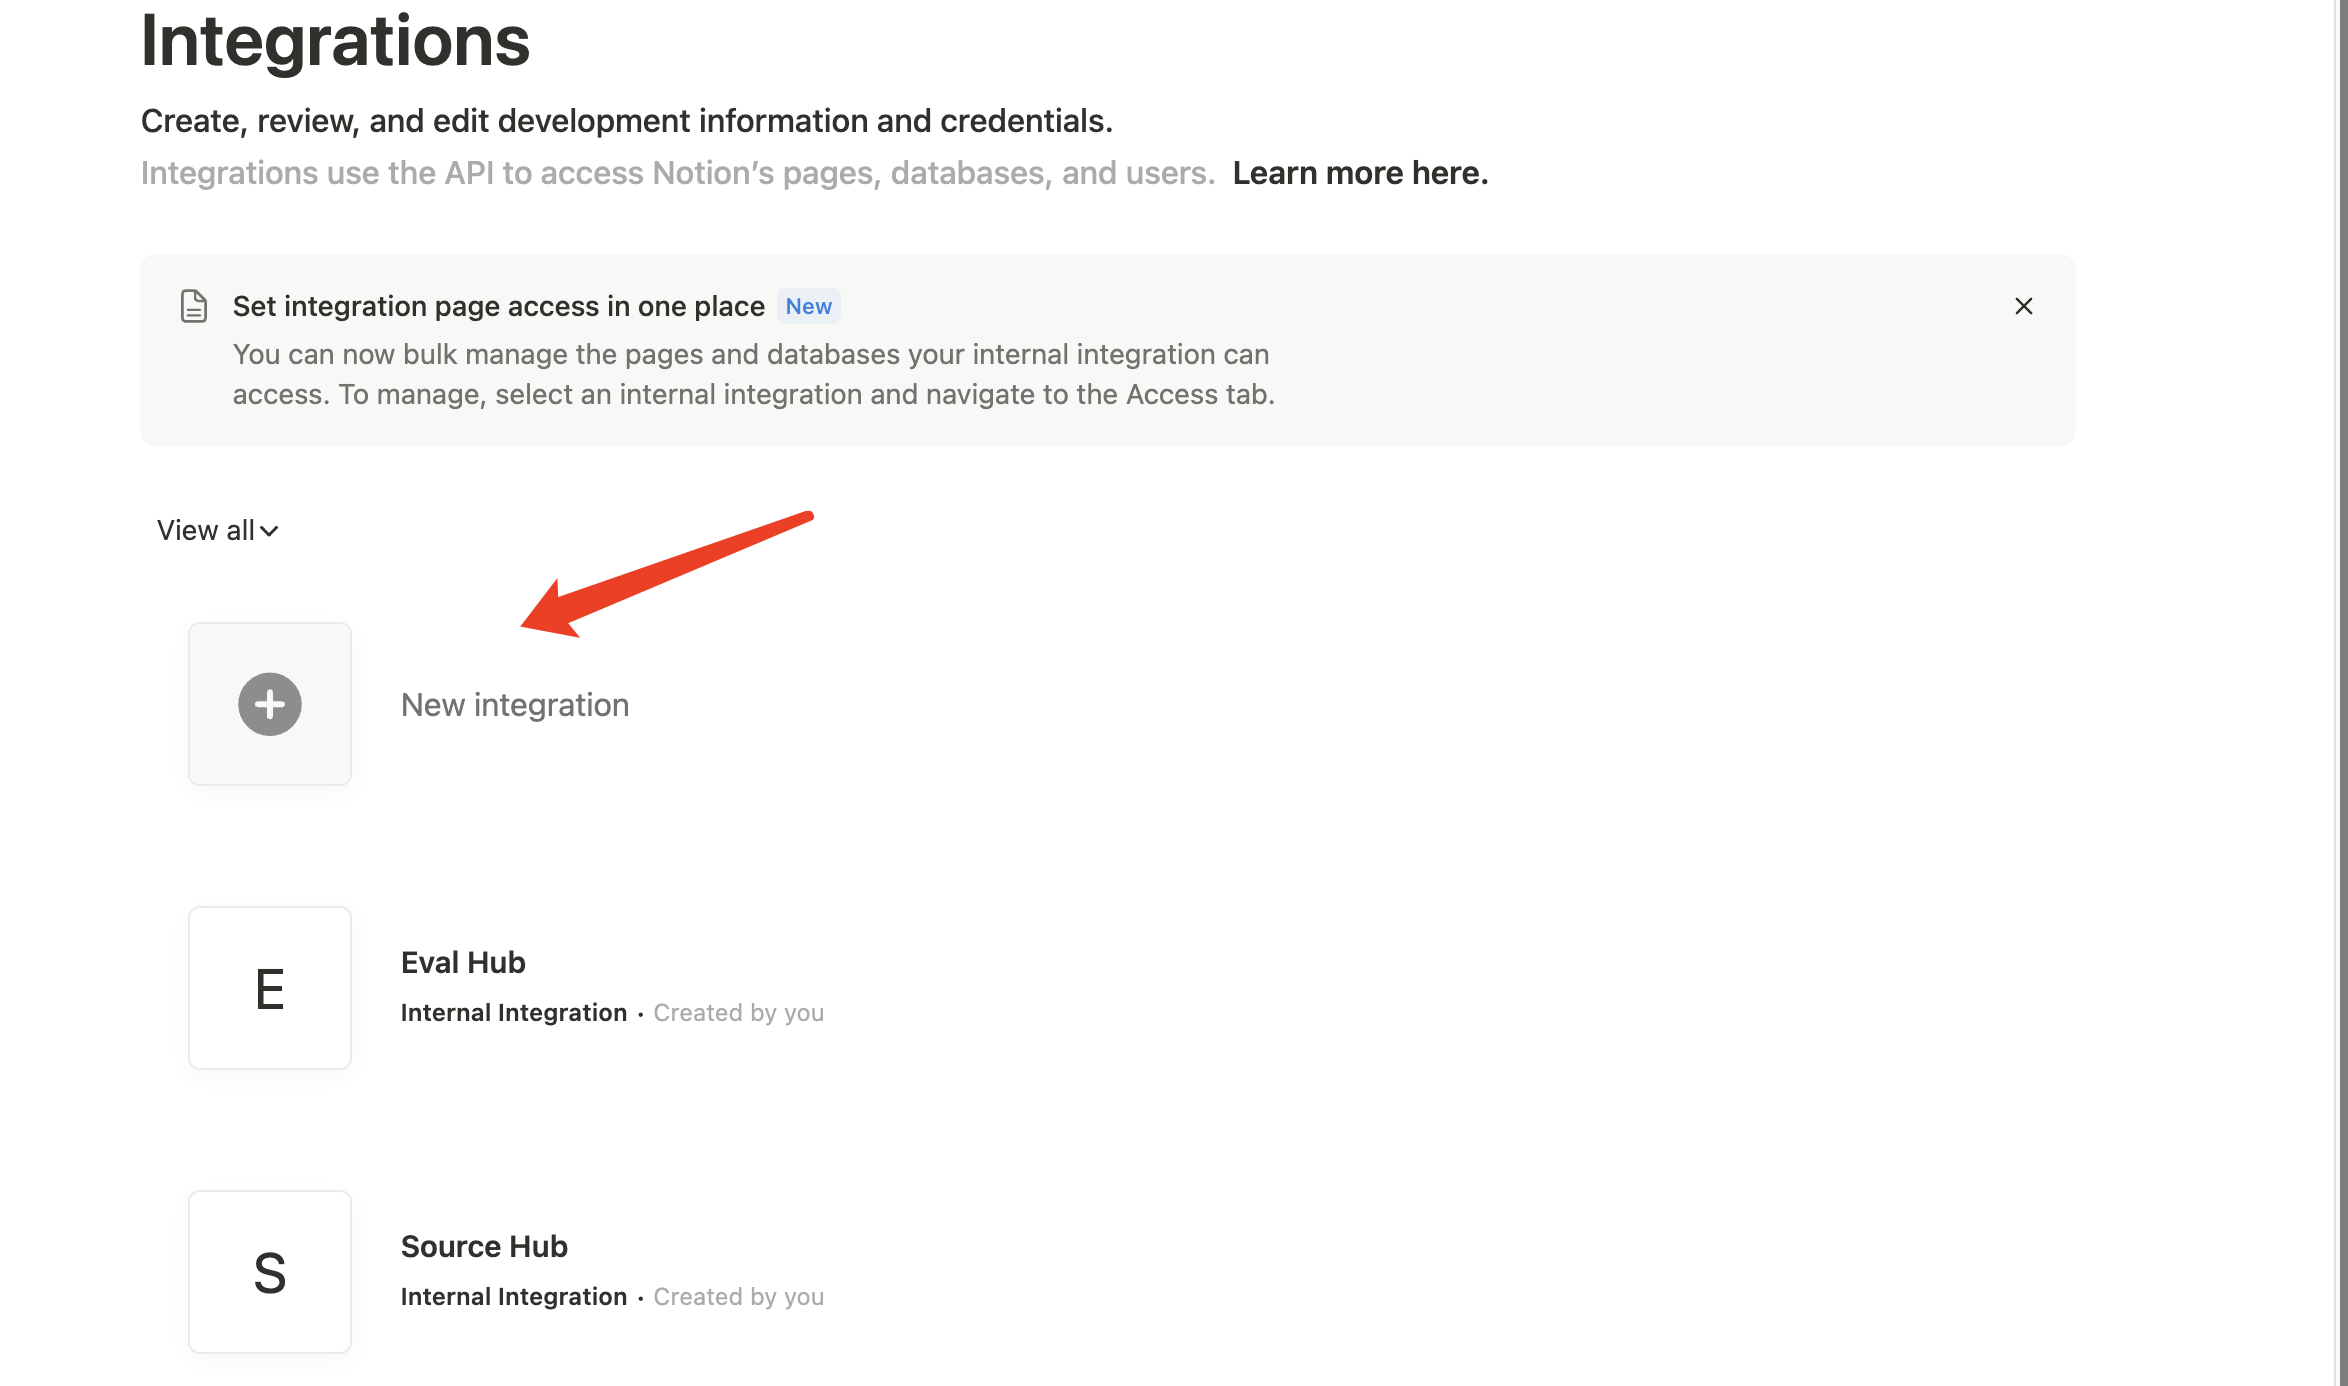 Integrations
Create, review, and edit development information and credentials.
Integrations use the API to access Notion’s pages, databases, and users. Learn more here.
Set integration page access in one place New
You can now bulk manage the pages and databases your internal integration can
access. To manage, select an internal integration and navigate to the Access tab.
View all
New integration
E
Eval Hub
Internal Integration • Created by you
S
Source Hub
Internal Integration • Created by you